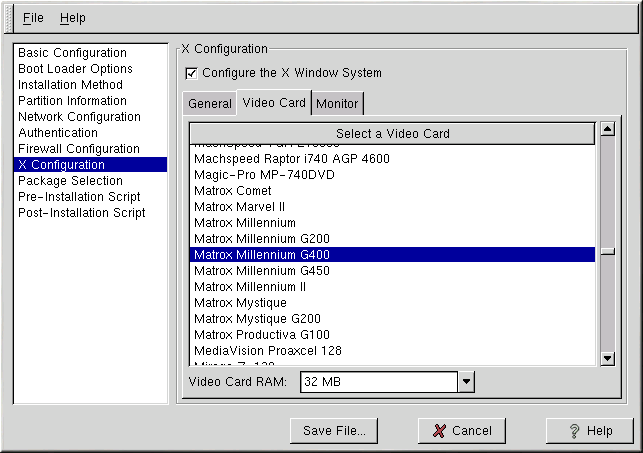 File Help
Basic Configuration
Boot Loader Options
Installation Method
Partition Information
Network Configuration
Authentication
Firewall Configuration
X Configuration
Package Selection
Pre-Installation Script
Post-Installation Script
X Configuration
Configure the X Window System
General Video Card Monitor
Select a Video Card
Machspeed Raptor i740 AGP 4600
Magic-Pro MP-740DVD
Matrox Comet
Matrox Marvel II
Matrox Millennium
Matrox Millennium G200
Matrox Millennium G400
Matrox Millennium G450
Matrox Millennium II
Matrox Mystique
Matrox Mystique G200
Matrox Productiva G100
MediaVision Proaxcel 128
Video Card RAM: 32 MB
Save File... Cancel Help